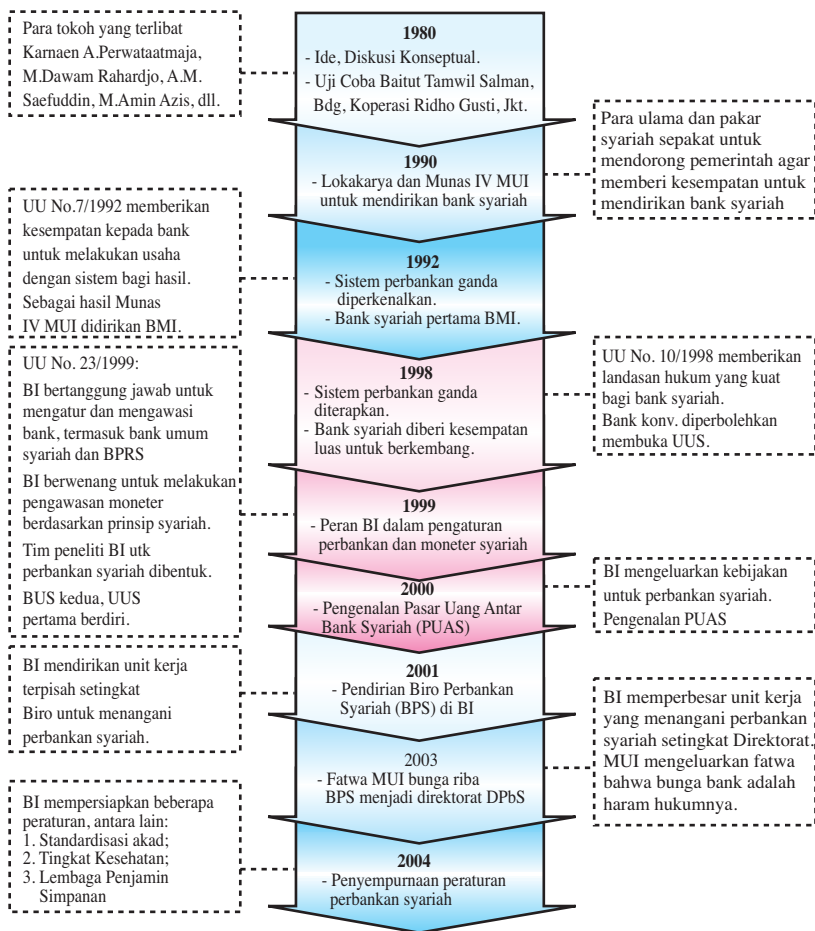 Para tokoh yang terlibat
Karnaen A.Perwataatmaja,
M.Dawam Rahardjo, A.M.
Saefuddin, M.Amin Azis, dll.
1980
- Ide, Diskusi Konseptual.
- Uji Coba Baitut Tamwil Salman,
Bdg, Koperasi Ridho Gusti, Jkt.
Para ulama dan pakar
syariah sepakat untuk
mendorong pemerintah agar
memberi kesempatan untuk
mendirikan bank syariah
1990
- Lokakarya dan Munas IV MUI
untuk mendirikan bank syariah
UU No.7/1992 memberikan
kesempatan kepada bank
untuk melakukan usaha
dengan sistem bagi hasil.
Sebagai hasil Munas
IV MUI didirikan BMI.
1992
- Sistem perbankan ganda
diperkenalkan.
- Bank syariah pertama BMI.
UU No. 10/1998 memberikan
landasan hukum yang kuat
bagi bank syariah.
Bank konv. diperbolehkan
membuka UUS.
1998
- Sistem perbankan ganda
diterapkan.
- Bank syariah diberi kesempatan
luas untuk berkembang.
UU No. 23/1999:
BI bertanggung jawab untuk
mengatur dan mengawasi
bank, termasuk bank umum
syariah dan BPRS
BI berwenang untuk melakukan
pengawasan moneter
berdasarkan prinsip syariah.
Tim peneliti BI utk
perbankan syariah dibentuk.
BUS kedua, UUS
pertama berdiri.
1999
- Peran BI dalam pengaturan
perbankan dan moneter syariah
BI mengeluarkan kebijakan
untuk perbankan syariah.
Pengenalan PUAS
2000
- Pengenalan Pasar Uang Antar
Bank Syariah (PUAS)
BI mendirikan unit kerja
terpisah setingkat
Biro untuk menangani
perbankan syariah.
2001
- Pendirian Biro Perbankan
Syariah (BPS) di BI
BI memperbesar unit kerja
yang menangani perbankan
syariah setingkat Direktorat.
MUI mengeluarkan fatwa
bahwa bunga bank adalah
haram hukumnya.
2003
- Fatwa MUI bunga riba
BPS menjadi direktorat DPbS
BI mempersiapkan beberapa
peraturan, antara lain:
1. Standardisasi akad;
2. Tingkat Kesehatan;
3. Lembaga Penjamin
Simpanan
2004
- Penyempurnaan peraturan
perbankan syariah